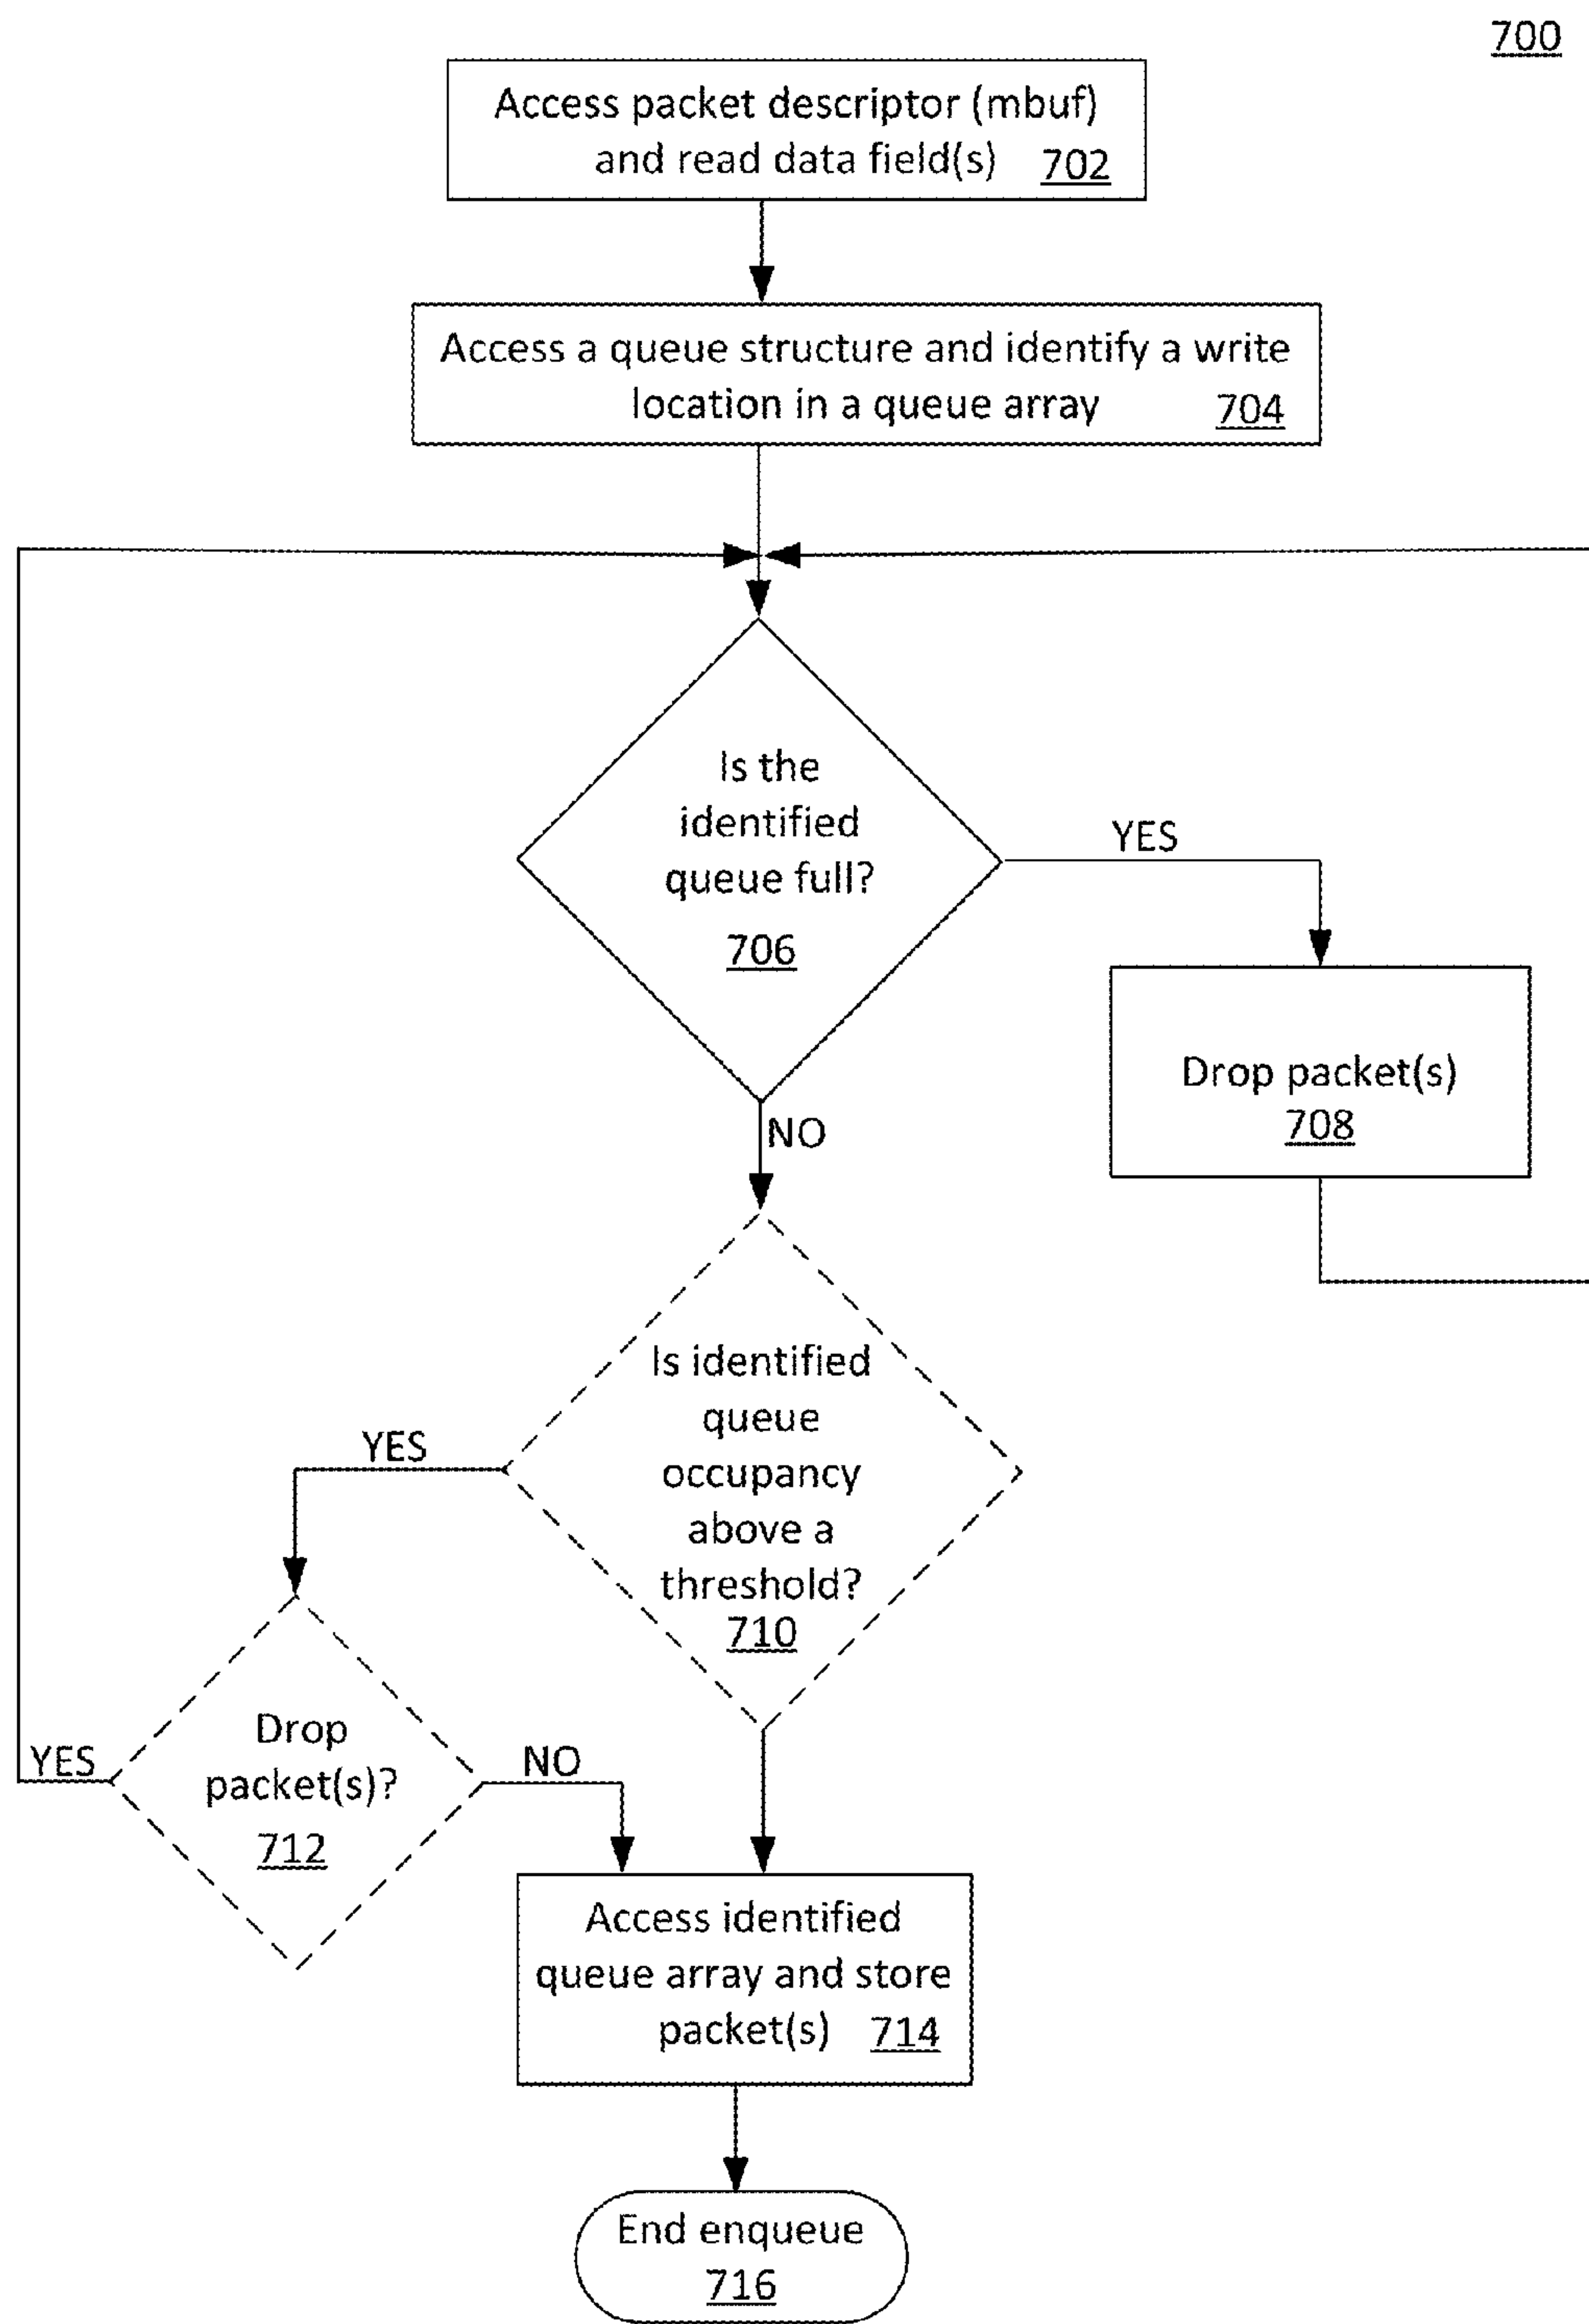 700
Access packet descriptor (mbuf)
and read data field(s) 702
Access a queue structure and identify a write
location in a queue array 704
Is the
identified
queue full?
706
YES
Drop packet(s)
708
NO
Is identified
queue
occupancy
above a
threshold?
710
YES
Drop
packet(s)?
712
YES
NO
Access identified
queue array and store
packet(s) 714
End enqueue
716